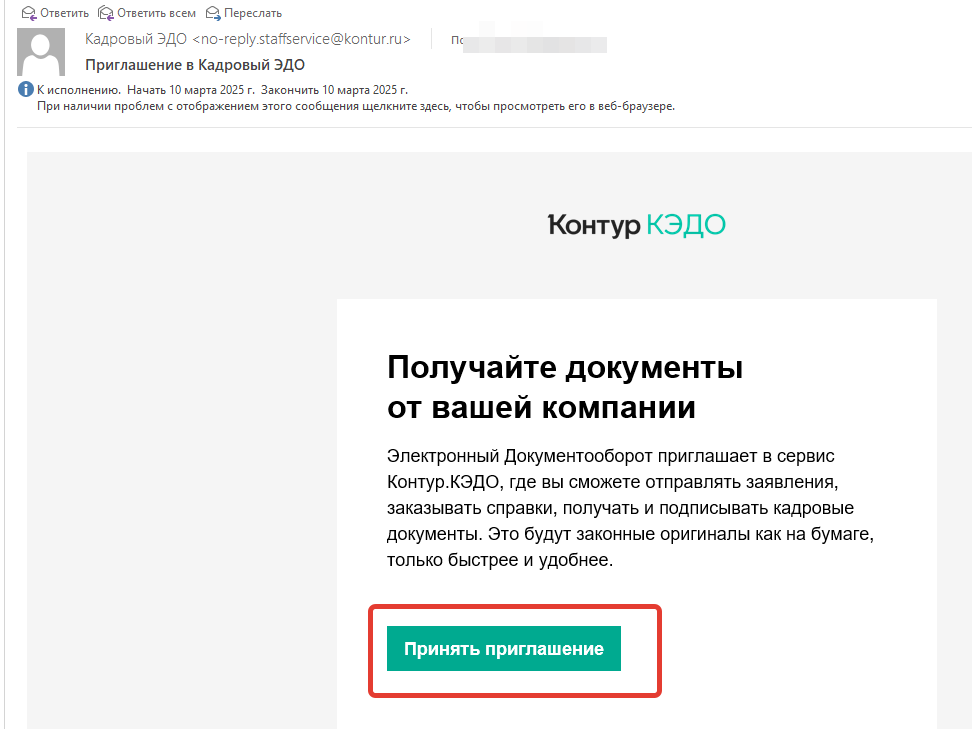 Ответить Ответить всем Переслать
Кадровый ЭДО <no-reply.staffservice@kontur.ru>
Приглашение в Кадровый ЭДО
К исполнению. Начать 10 марта 2025 г. Закончить 10 марта 2025 г.
При наличии проблем с отображением этого сообщения щелкните здесь, чтобы просмотреть его в веб-браузере.
Контур КЭДО
Получайте документы
от вашей компании
Электронный Документооборот приглашает в сервис
Контур.КЭДО, где вы сможете отправлять заявления,
заказывать справки, получать и подписывать кадровые
документы. Это будут законные оригиналы как на бумаге,
только быстрее и удобнее.
Принять приглашение